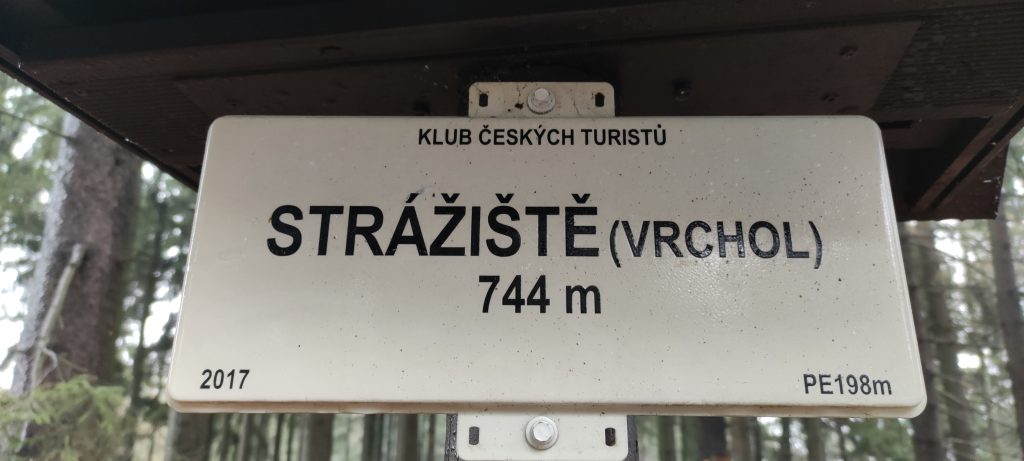 KLUB ČESKÝCH TURISTŮ
STRÁŽIŠTĚ (VRCHOL)
744 m
2017 PE198m